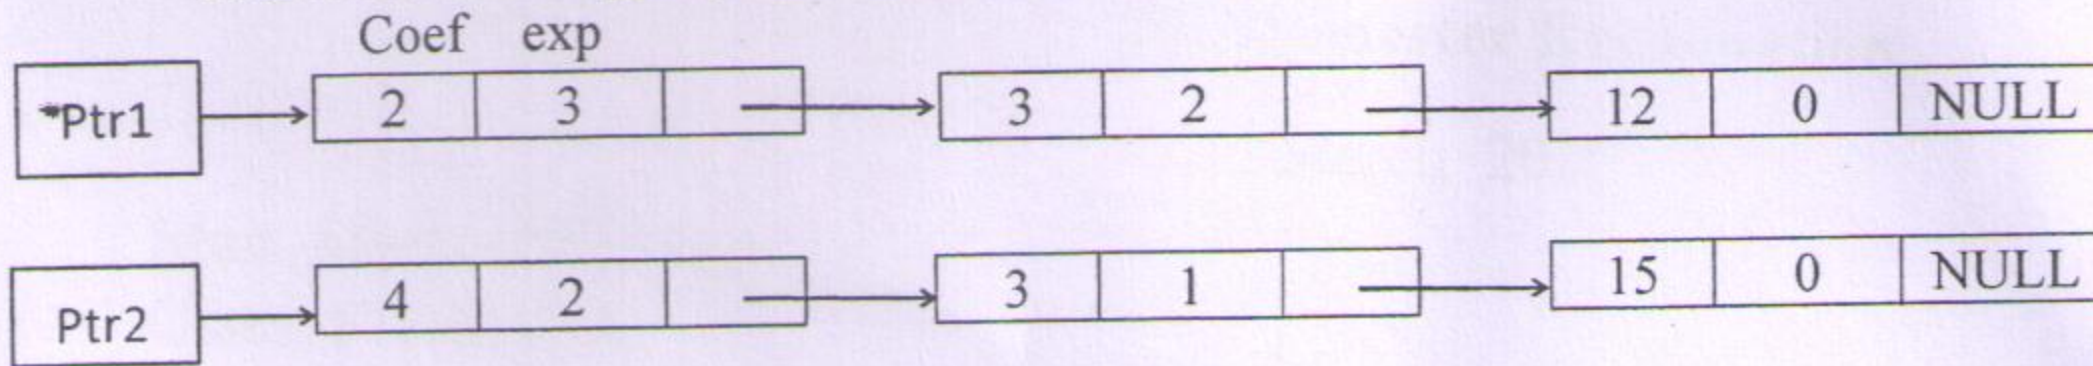 Coef exp
*Ptr1 2 3 3 2 12 0 NULL
Ptr2 4 2 3 1 15 0 NULL